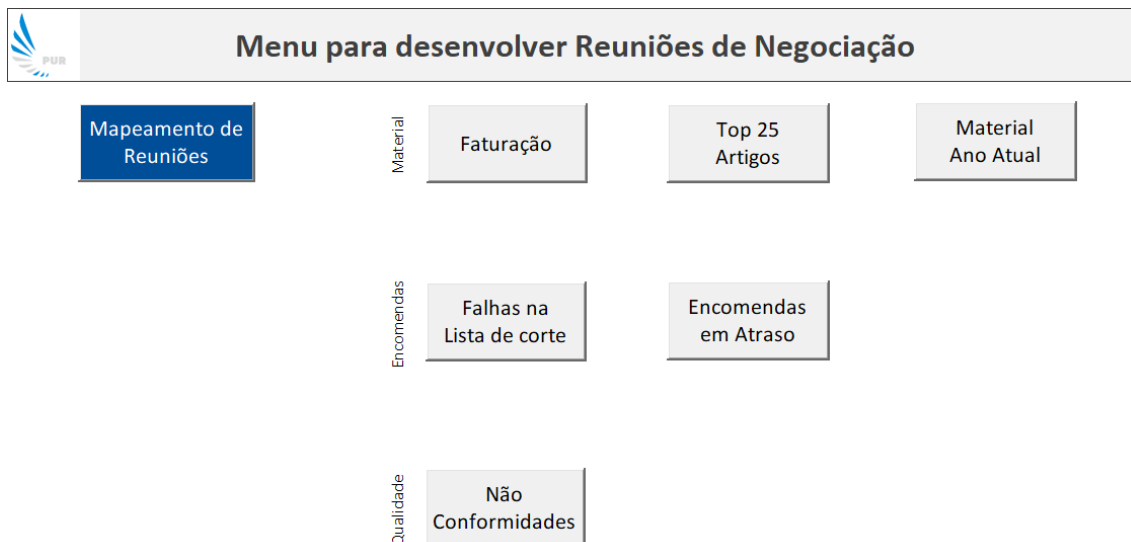 PUR
Menu para desenvolver Reuniões de Negociação
Mapeamento de
Reuniões
Material
Faturação
Top 25
Artigos
Material
Ano Atual
Encomendas
Falhas na
Lista de corte
Encomendas
em Atraso
Qualidade
Não
Conformidades